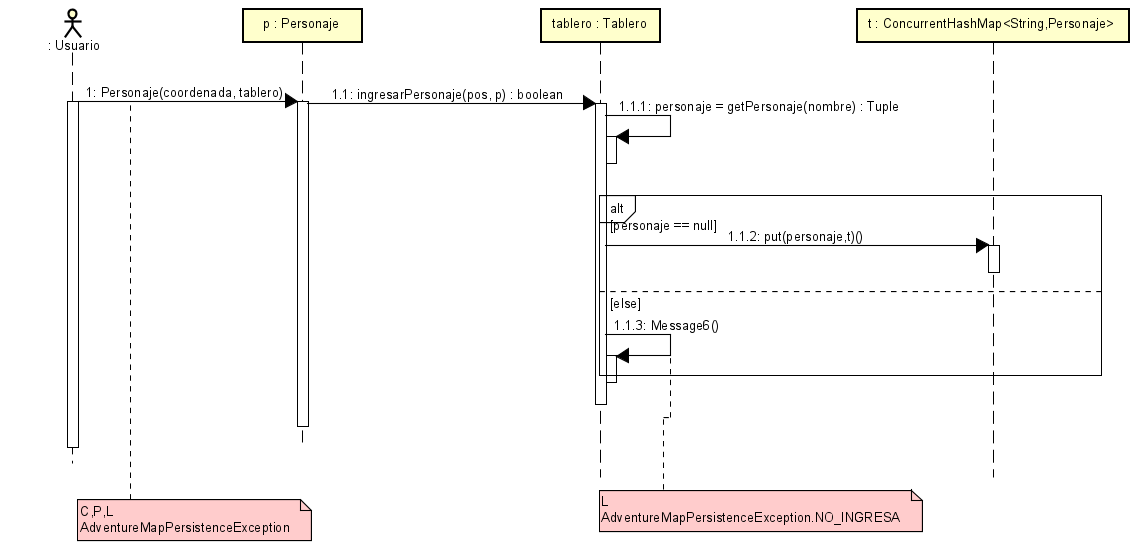 : Usuario
p : Personaje
tablero : Tablero
t : ConcurrentHashMap<String,Personaje>
1: Personaje(coordenada, tablero)
1.1: ingresarPersonaje(pos, p) : boolean
1.1.1: personaje = getPersonaje(nombre) : Tuple
alt
[personaje == null]
1.1.2: put(personaje,t)()
[else]
1.1.3: Message6()
C,P,L
AdventureMapPersistenceException
L
AdventureMapPersistenceException.NO_INGRESA